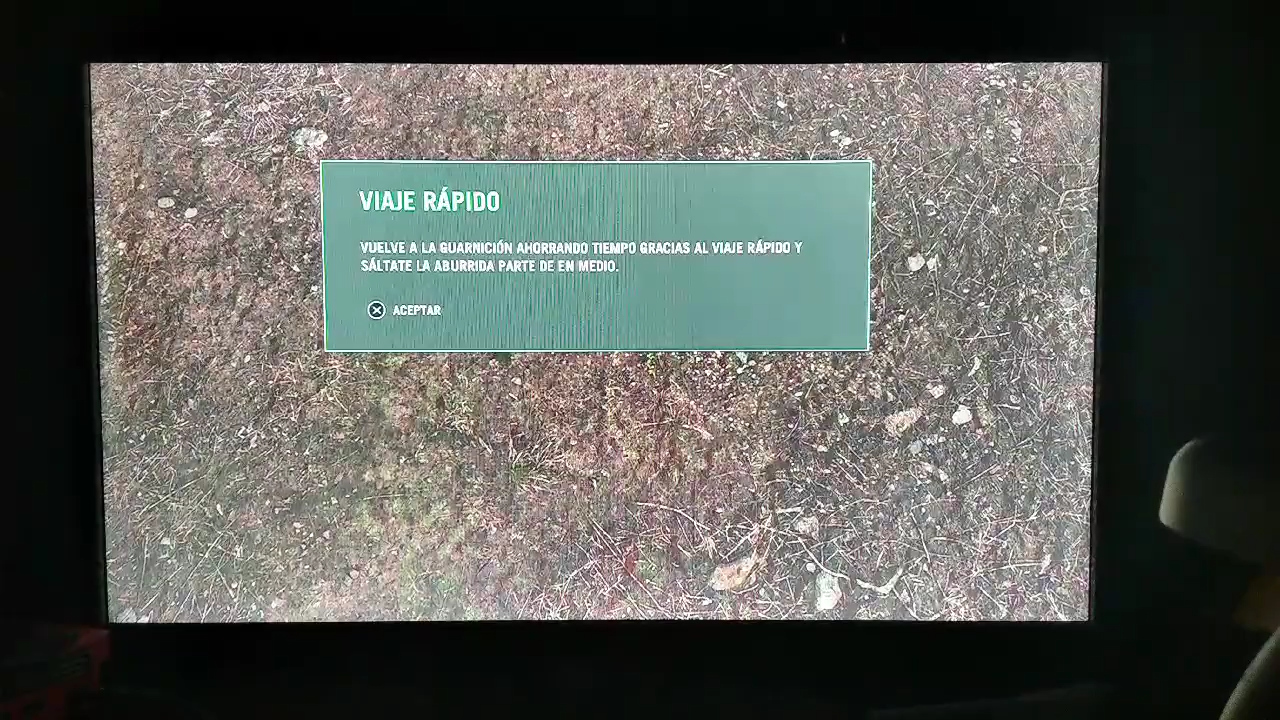 VIAJE RÁPIDO
VUELVE A LA GUARNICIÓN AHORRANDO TIEMPO GRACIAS AL VIAJE RÁPIDO Y
SÁLTATE LA ABURRIDA PARTE DE EN MEDIO.
ACEPTAR